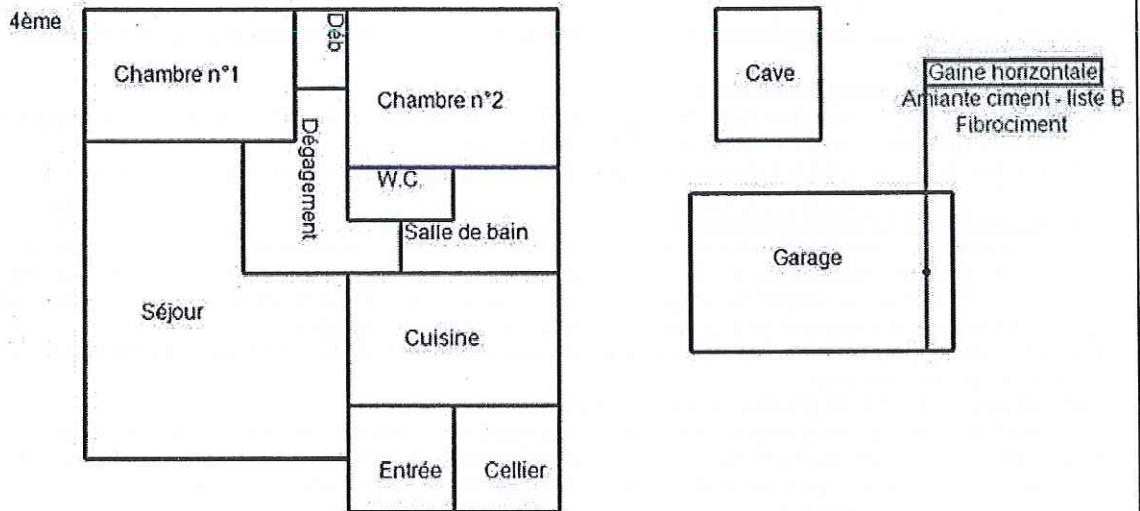 4ème
Déb
Chambre n°1
Chambre n°2
Dégagement
W.C.
Salle de bain
Séjour
Cuisine
Entrée
Cellier
Cave
Gaine horizontale
Amiante ciment - liste B
Fibrociment
Garage